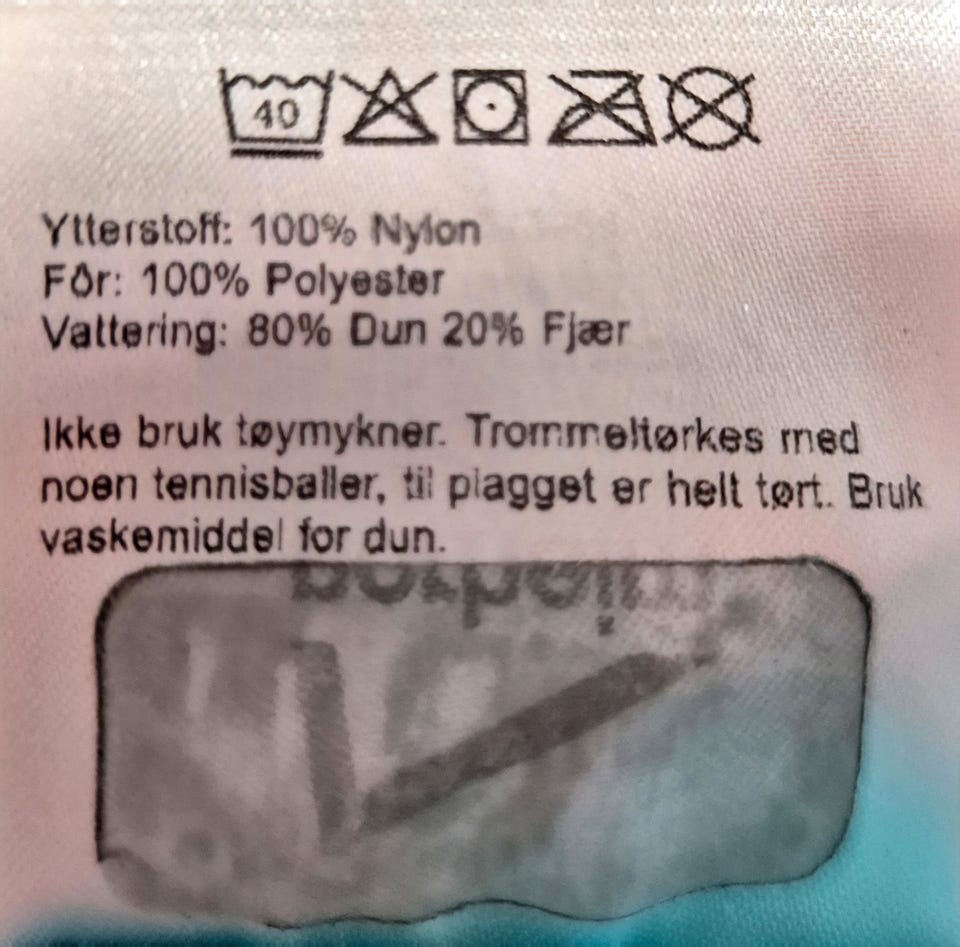 40
Ytterstoff: 100% Nylon
Fôr: 100% Polyester
Vattering: 80% Dun 20% Fjær
Ikke bruk tøymykner. Trommeltørkes med
noen tennisballer, til plagget er helt tørt. Bruk
vaskemiddel for dun.